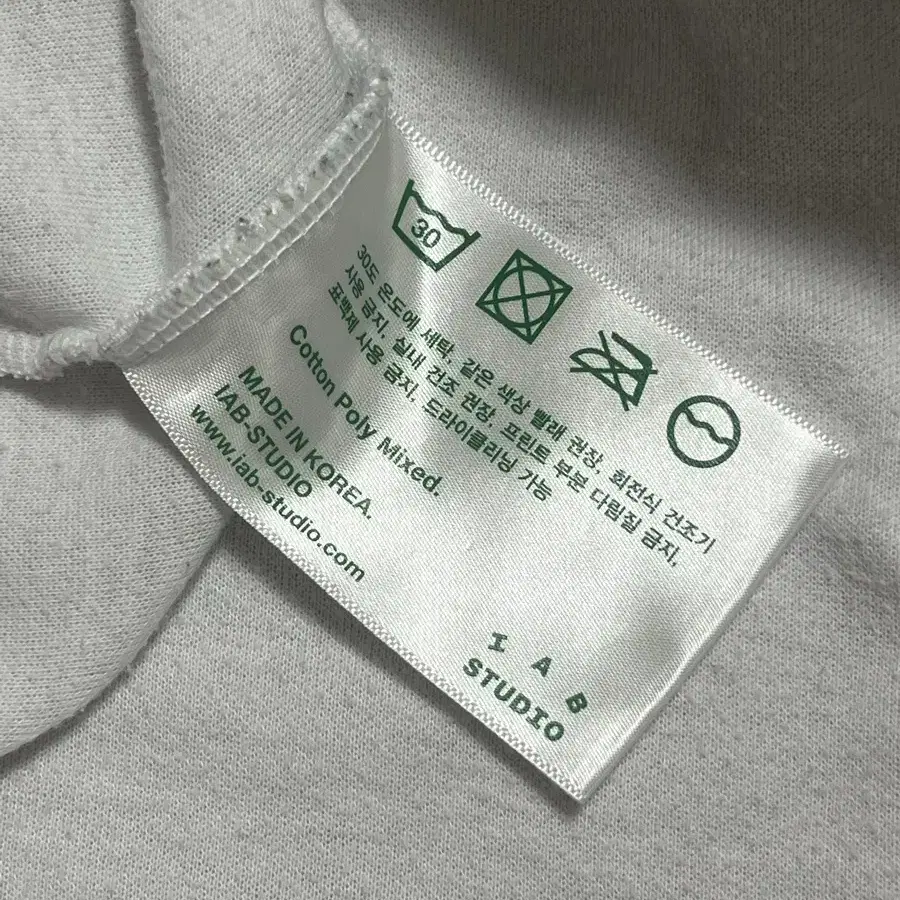 30
30도 온도에 세탁, 같은 색상 빨래 권장, 회전식 건조기
사용 금지, 실내 건조 권장, 프린트 부분 다림질 금지,
표백제 사용 금지, 드라이클리닝 가능
Cotton Poly Mixed.
MADE IN KOREA.
IAB-STUDIO
www.iab-studio.com
I A B
STUDIO